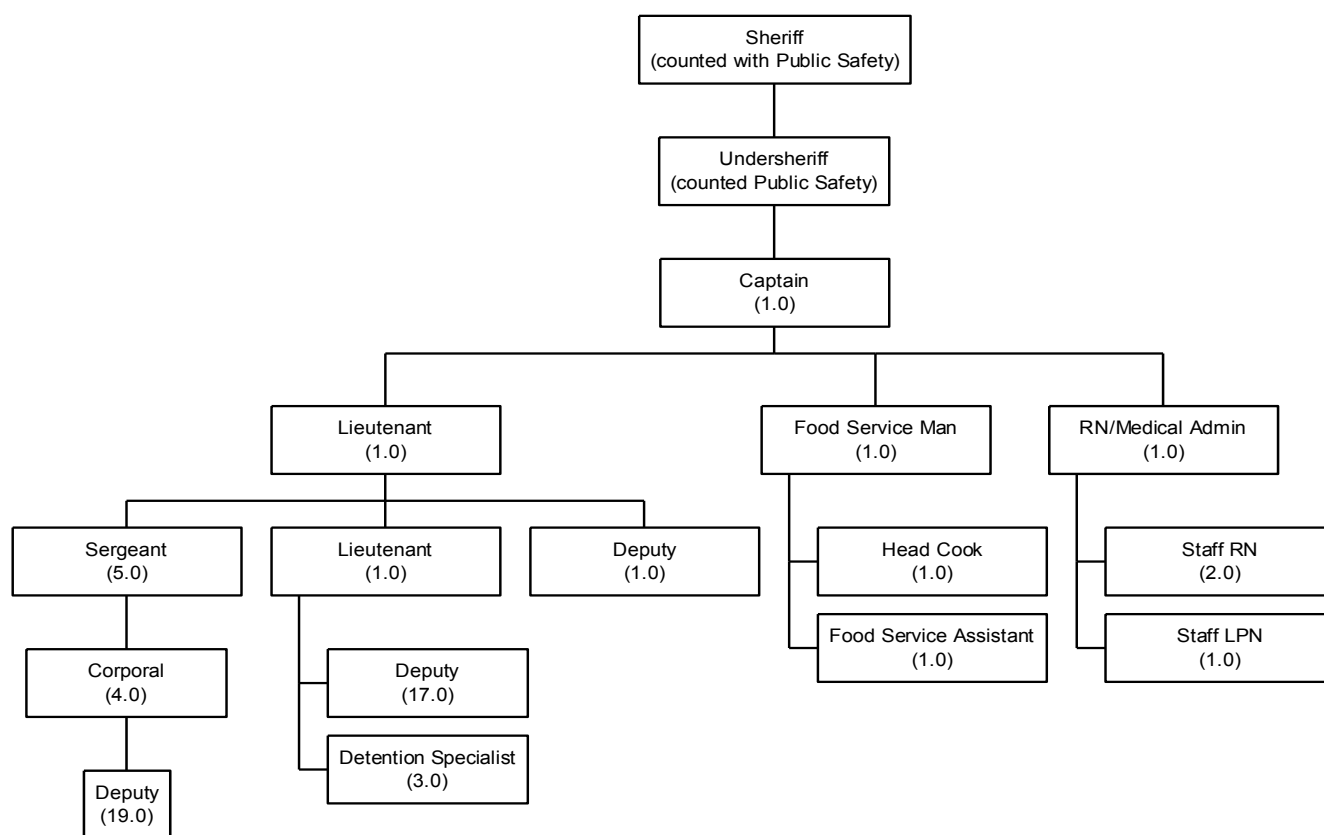 Sheriff
(counted with Public Safety)
Undersheriff
(counted Public Safety)
Captain
(1.0)
Lieutenant
(1.0)
Food Service Man
(1.0)
RN/Medical Admin
(1.0)
Sergeant
(5.0)
Lieutenant
(1.0)
Deputy
(1.0)
Head Cook
(1.0)
Staff RN
(2.0)
Corporal
(4.0)
Deputy
(17.0)
Food Service Assistant
(1.0)
Staff LPN
(1.0)
Detention Specialist
(3.0)
Deputy
(19.0)